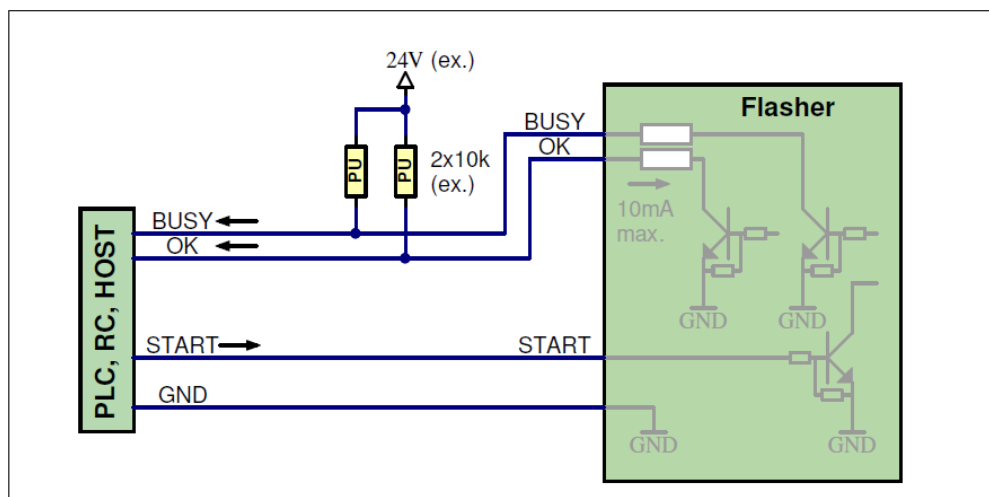 24V (ex.)
Flasher
BUSY
OK
PU
PU
2x10k
(ex.)
10mA
max.
PLC, RC, HOST
BUSY
OK
GND
GND
START
START
GND
GND
GND